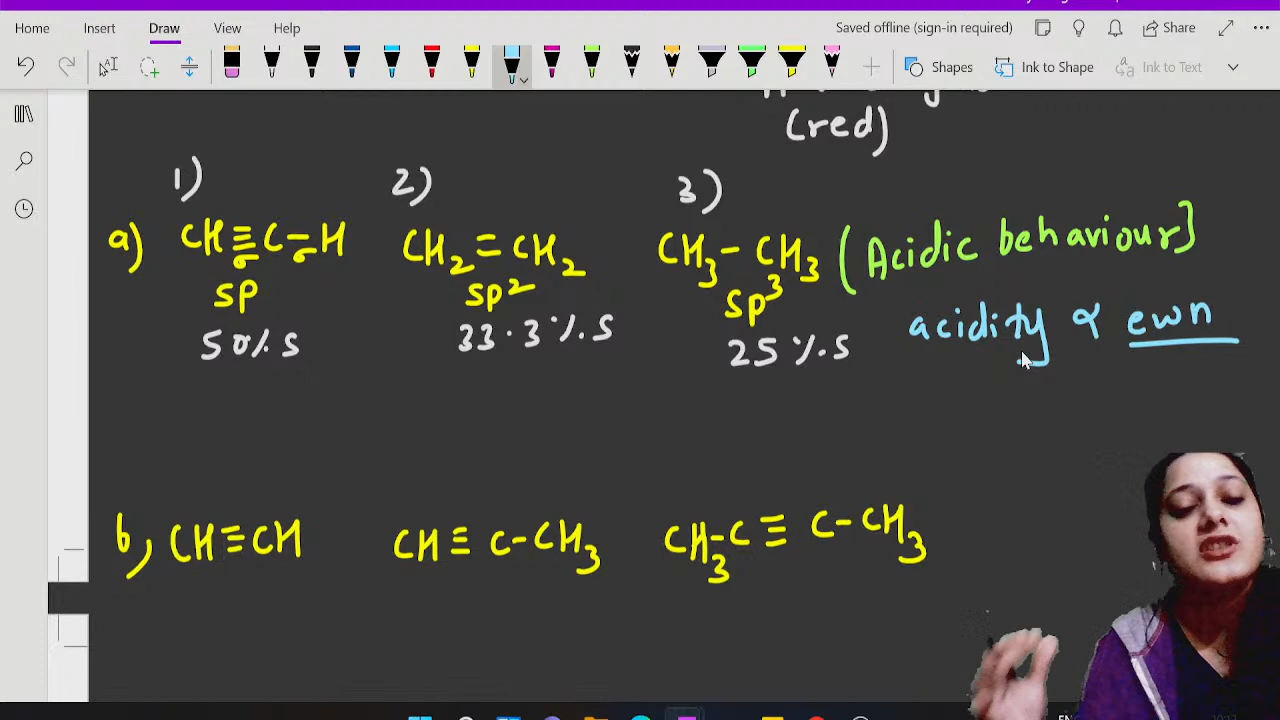 Home Insert Draw View Help Saved offline (sign-in required) Share
Shapes Ink to Shape Ink to Text
(red)
1) 2) 3)
a) CH≡C-H CH2=CH2 CH3-CH3 (Acidic behaviour]
sp sp2 sp3
50% S 33.3%.S 25%.S
acidity ∝ ewn
b, CH≡CH CH≡C-CH3 CH3-C≡C-CH3